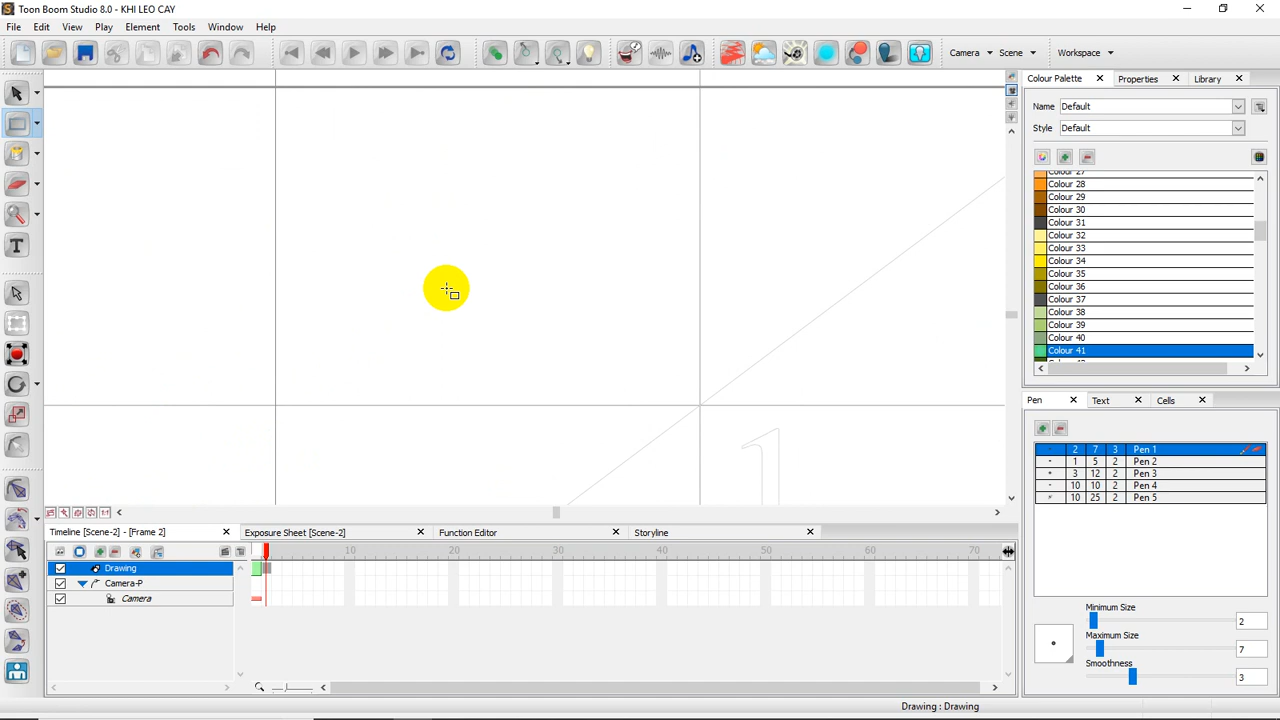 Toon Boom Studio 8.0 - KHI LEO CAY
File Edit View Play Element Tools Window Help
Camera Scene Workspace
Colour Palette Properties Library
Name Default
Style Default
Colour 27
Colour 28
Colour 29
Colour 30
Colour 31
Colour 32
Colour 33
Colour 34
Colour 35
Colour 36
Colour 37
Colour 38
Colour 39
Colour 40
Colour 41
1
T
1:1
Pen Text Cells
2 7 3 Pen 1
1 5 2 Pen 2
3 12 2 Pen 3
10 10 2 Pen 4
10 25 2 Pen 5
Minimum Size
2
Maximum Size
7
Smoothness
3
Timeline [Scene-2] - [Frame 2] Exposure Sheet [Scene-2] Function Editor Storyline
10 20 30 40 50 60 70
Drawing
Camera-P
Camera
Drawing : Drawing